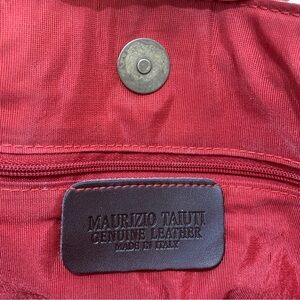 MAURIZIO TAIUTI
GENUINE LEATHER
MADE IN ITALY